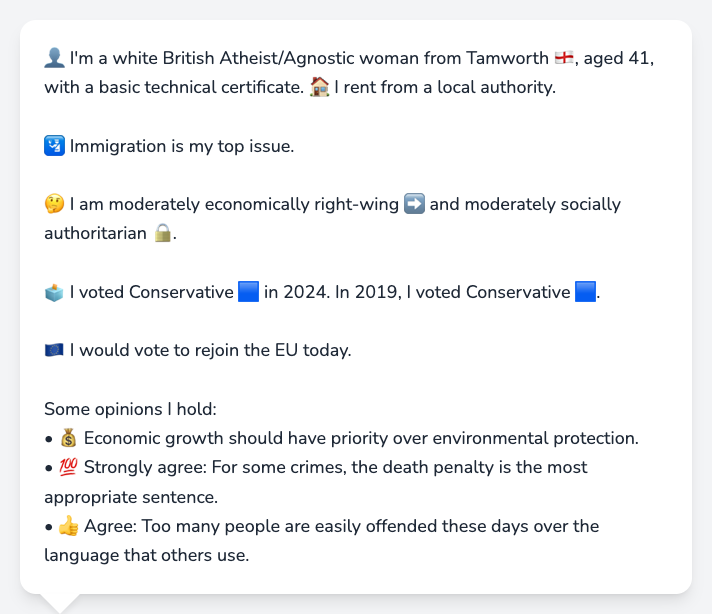 👤 I'm a white British Atheist/Agnostic woman from Tamworth 🏴󠁧󠁢󠁥󠁮󠁧󠁿, aged 41,
with a basic technical certificate. 🏠 I rent from a local authority.
🛂 Immigration is my top issue.
🤔 I am moderately economically right-wing ➡️ and moderately socially
authoritarian 🔒.
🗳️ I voted Conservative 🟦 in 2024. In 2019, I voted Conservative 🟦.
🇪🇺 I would vote to rejoin the EU today.
Some opinions I hold:
• 💰 Economic growth should have priority over environmental protection.
• 💯 Strongly agree: For some crimes, the death penalty is the most
appropriate sentence.
• 👍 Agree: Too many people are easily offended these days over the
language that others use.